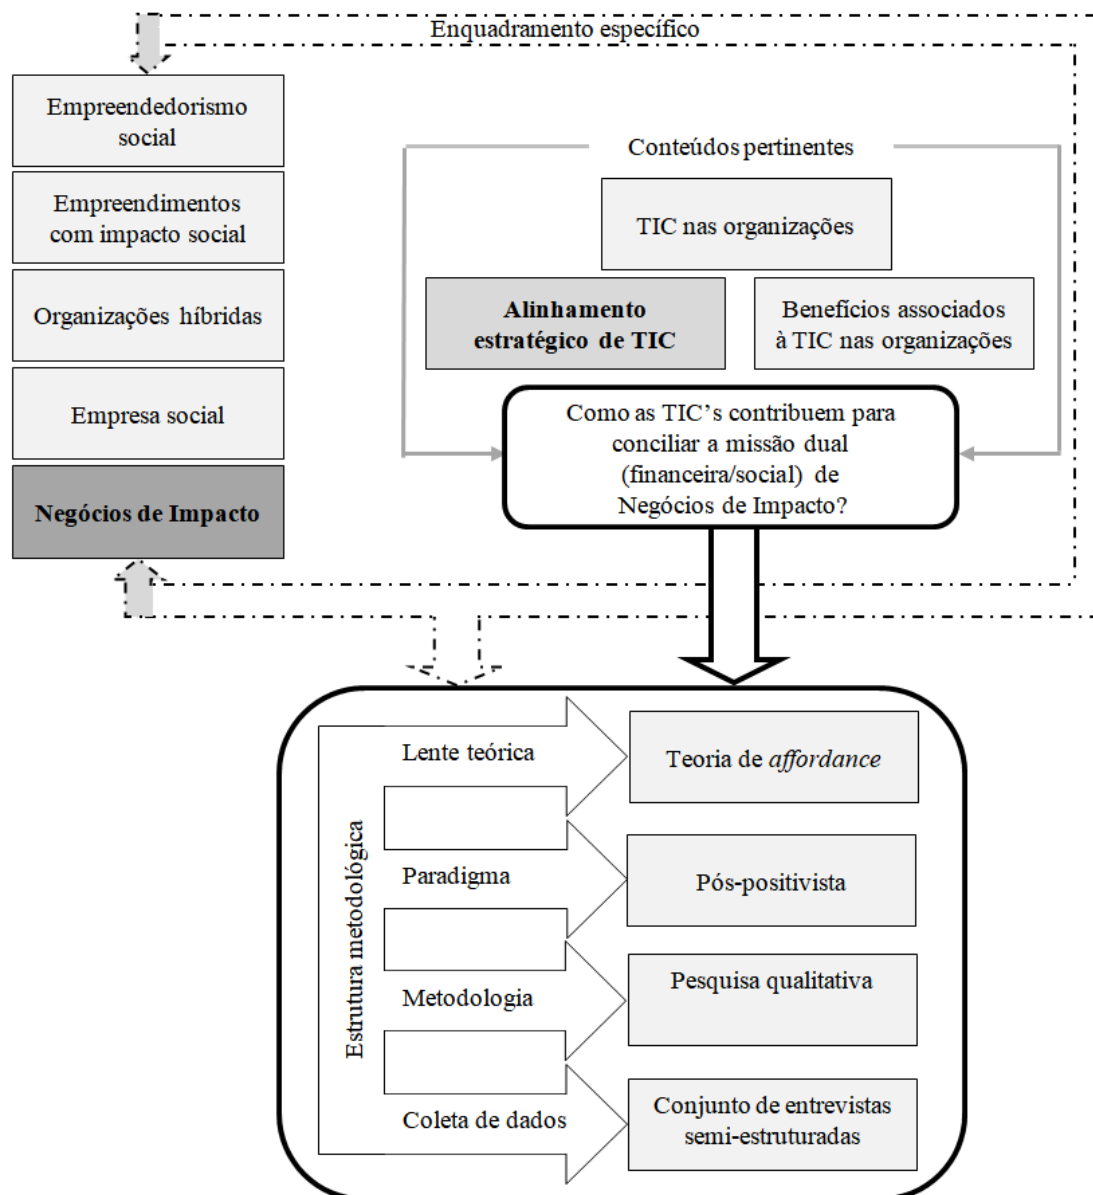 Enquadramento específico
Empreendedorismo
social
Empreendimentos
com impacto social
Organizações híbridas
Empresa social
Negócios de Impacto
Conteúdos pertinentes
TIC nas organizações
Alinhamento
estratégico de TIC
Benefícios associados
à TIC nas organizações
Como as TIC’s contribuem para
conciliar a missão dual
(financeira/social) de
Negócios de Impacto?
Estrutura metodológica
Lente teórica
Teoria de affordance
Paradigma
Pós-positivista
Metodologia
Pesquisa qualitativa
Coleta de dados
Conjunto de entrevistas
semi-estruturadas